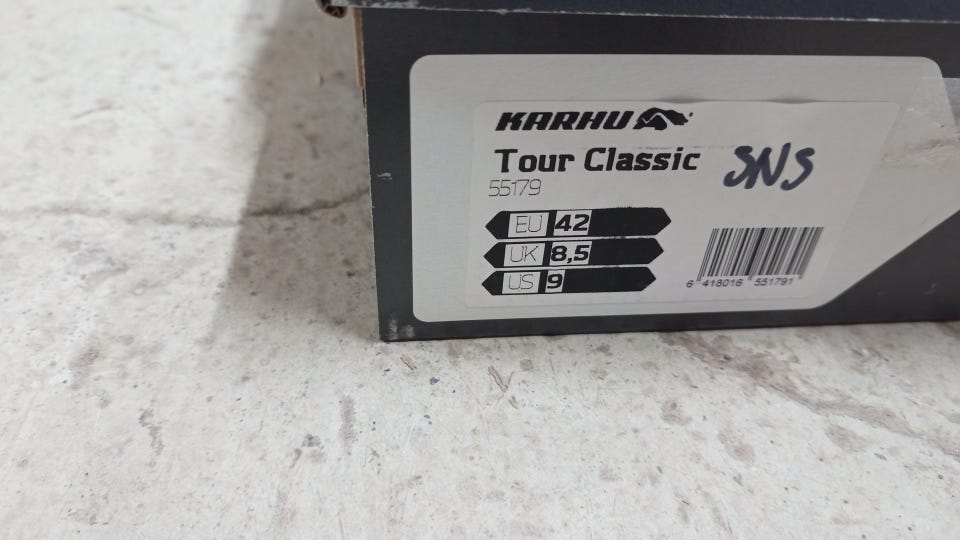 KARHU
Tour Classic SNS
55179
EU 42
UK 8,5
US 9
6 418016 551791